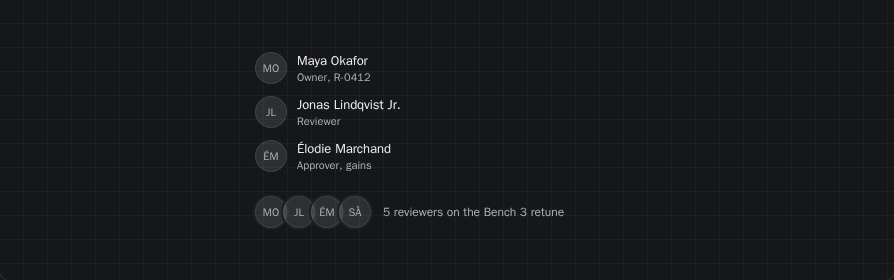 MO
Maya Okafor
Owner, R-0412
JL
Jonas Lindqvist Jr.
Reviewer
ÉM
Élodie Marchand
Approver, gains
MO JL ÉM SÀ 5 reviewers on the Bench 3 retune